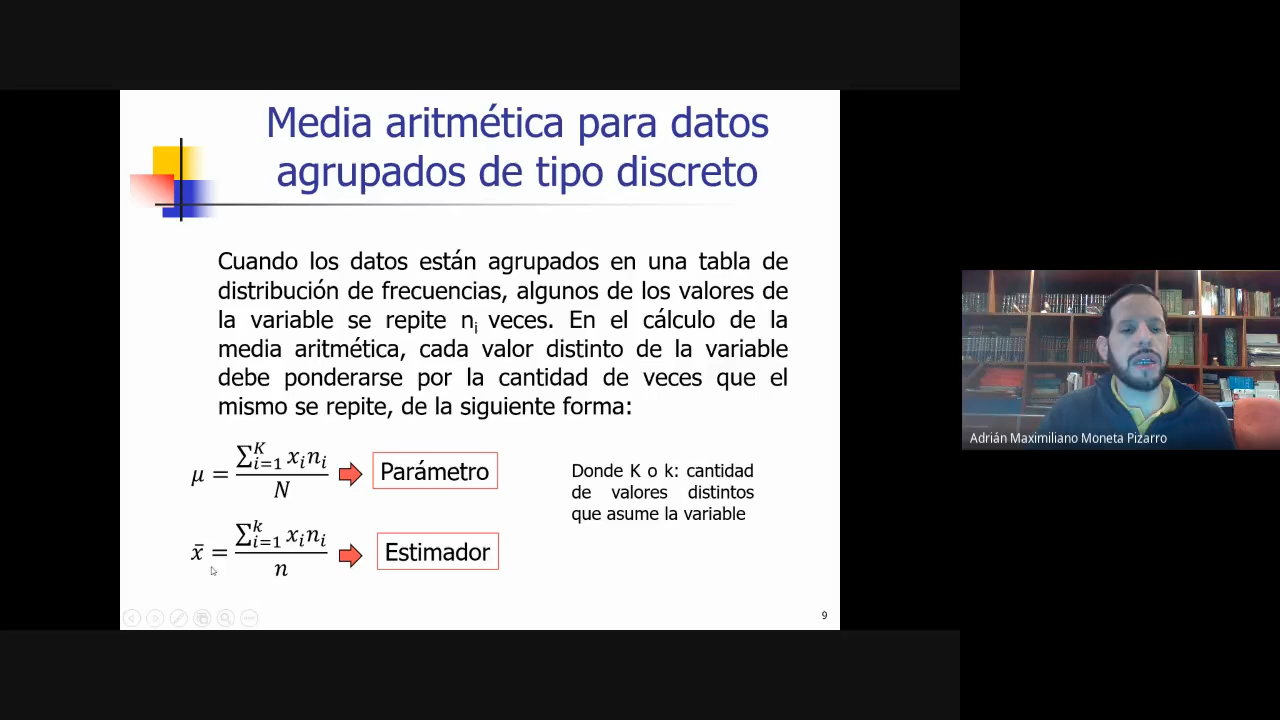 Media aritmética para datos
agrupados de tipo discreto
Cuando los datos están agrupados en una tabla de
distribución de frecuencias, algunos de los valores de
la variable se repite nᵢ veces. En el cálculo de la
media aritmética, cada valor distinto de la variable
debe ponderarse por la cantidad de veces que el
mismo se repite, de la siguiente forma:
μ = ∑ᵢ₌₁ᴷ xᵢnᵢ / N
Parámetro
x̄ = ∑ᵢ₌₁ᵏ xᵢnᵢ / n
Estimador
Donde K o k: cantidad
de valores distintos
que asume la variable
9
Adrián Maximiliano Moneta Pizarro